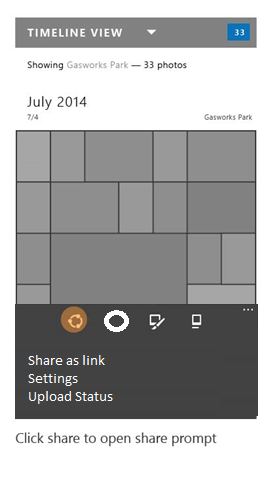 TIMELINE VIEW 33
Showing Gasworks Park — 33 photos
July 2014
7/4 Gasworks Park
Share as link
Settings
Upload Status
Click share to open share prompt